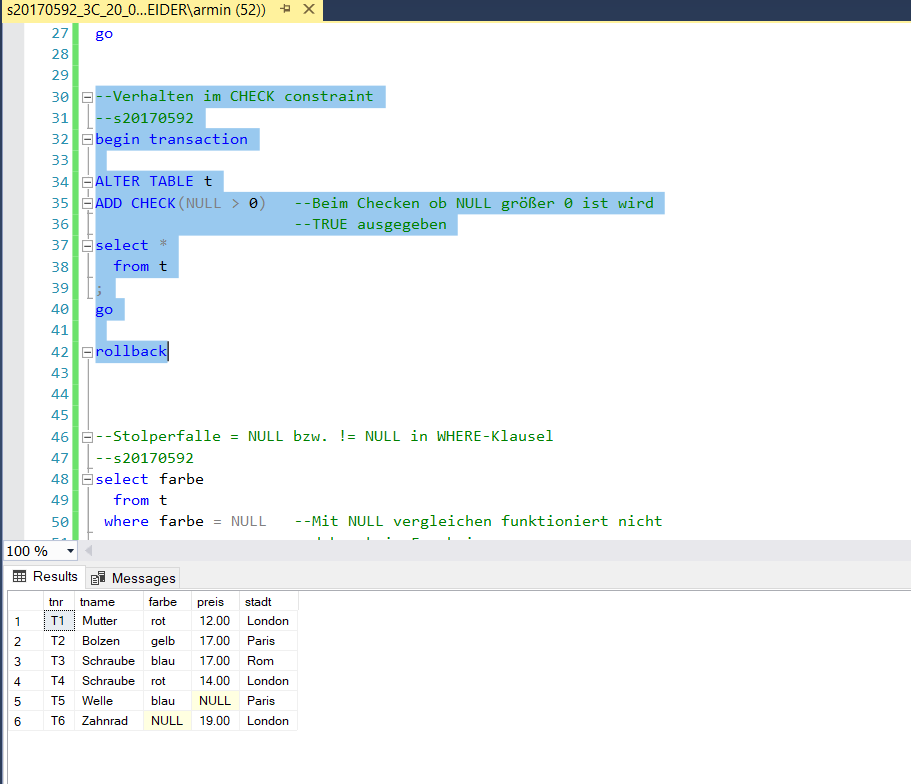 s20170592_3C_20_0...EIDER\armin (52))
27 go
28
29
30 --Verhalten im CHECK constraint
31 --s20170592
32 begin transaction
33
34 ALTER TABLE t
35 ADD CHECK(NULL > 0) --Beim Checken ob NULL größer 0 ist wird
36 --TRUE ausgegeben
37 select *
38 from t
39 ;
40 go
41
42 rollback
43
44
45
46 --Stolperfalle = NULL bzw. != NULL in WHERE-Klausel
47 --s20170592
48 select farbe
49 from t
50 where farbe = NULL --Mit NULL vergleichen funktioniert nicht
100 %
Results Messages
tnr tname farbe preis stadt
1 T1 Mutter rot 12.00 London
2 T2 Bolzen gelb 17.00 Paris
3 T3 Schraube blau 17.00 Rom
4 T4 Schraube rot 14.00 London
5 T5 Welle blau NULL Paris
6 T6 Zahnrad NULL 19.00 London